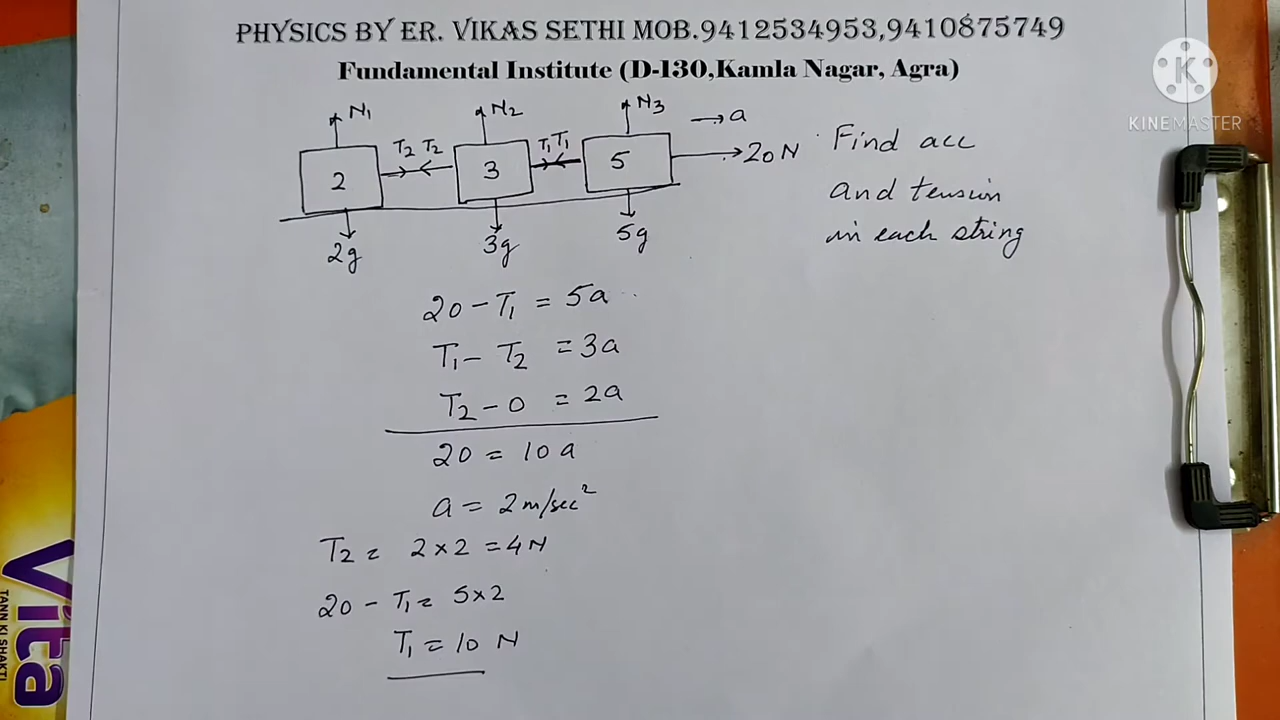 PHYSICS BY ER. VIKAS SETHI MOB.9412534953,9410875749
Fundamental Institute (D-130,Kamla Nagar, Agra)
KINEMASTER
N1 N2 N3 → a
2 T2 T2 3 T1 T1 5 → 20 N
2g 3g 5g
Find acc
and tension
in each string
20 - T1 = 5a
T1 - T2 = 3a
T2 - 0 = 2a
20 = 10 a
a = 2 m/sec²
T2 = 2 × 2 = 4 N
20 - T1 = 5 × 2
T1 = 10 N
Vita
TANN KI SHAKTI